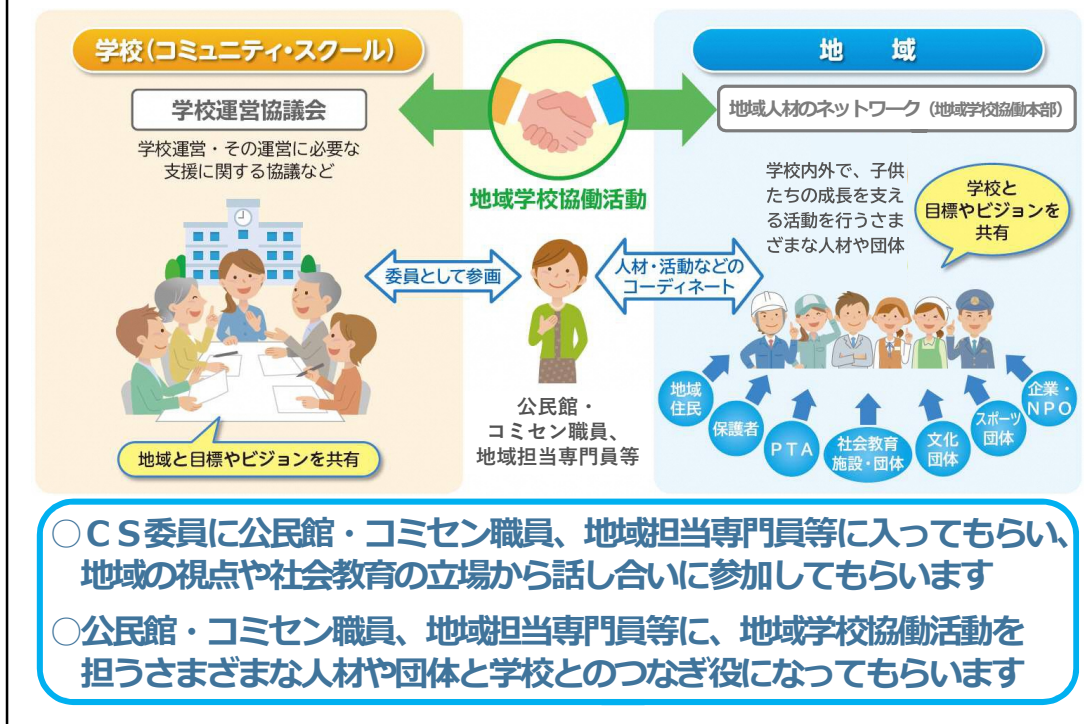 学校(コミュニティ・スクール)
学校運営協議会
学校運営・その運営に必要な
支援に関する協議など
地域と目標やビジョンを共有
地域学校協働活動
委員として参画
人材・活動などの
コーディネート
公民館・
コミセン職員、
地域担当専門員等
地 域
地域人材のネットワーク(地域学校協働本部)
学校内外で、子供
たちの成長を支え
る活動を行うさま
ざまな人材や団体
学校と
目標やビジョンを
共有
地域
住民
保護者
PTA
社会教育
施設・団体
文化
団体
スポーツ
団体
企業・
NPO
○CS委員に公民館・コミセン職員、地域担当専門員等に入ってもらい、
地域の視点や社会教育の立場から話し合いに参加してもらいます
○公民館・コミセン職員、地域担当専門員等に、地域学校協働活動を
担うさまざまな人材や団体と学校とのつなぎ役になってもらいます